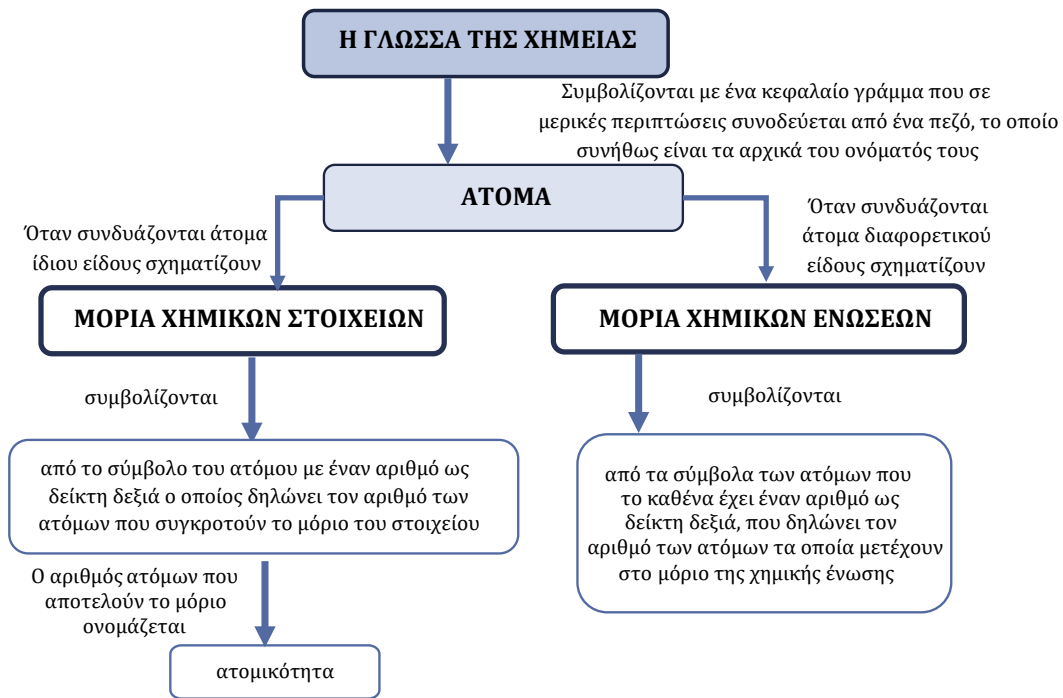 Η ΓΛΩΣΣΑ ΤΗΣ ΧΗΜΕΙΑΣ
Συμβολίζονται με ένα κεφαλαίο γράμμα που σε
μερικές περιπτώσεις συνοδεύεται από ένα πεζό, το οποίο
συνήθως είναι τα αρχικά του ονόματός τους
ΑΤΟΜΑ
Όταν συνδυάζονται άτομα
ίδιου είδους σχηματίζουν
Όταν συνδυάζονται
άτομα διαφορετικού
είδους σχηματίζουν
ΜΟΡΙΑ ΧΗΜΙΚΩΝ ΣΤΟΙΧΕΙΩΝ
ΜΟΡΙΑ ΧΗΜΙΚΩΝ ΕΝΩΣΕΩΝ
συμβολίζονται
συμβολίζονται
από το σύμβολο του ατόμου με έναν αριθμό ως
δείκτη δεξιά ο οποίος δηλώνει τον αριθμό των
ατόμων που συγκροτούν το μόριο του στοιχείου
από τα σύμβολα των ατόμων που
το καθένα έχει έναν αριθμό ως
δείκτη δεξιά, που δηλώνει τον
αριθμό των ατόμων τα οποία μετέχουν
στο μόριο της χημικής ένωσης
Ο αριθμός ατόμων που
αποτελούν το μόριο
ονομάζεται
ατομικότητα